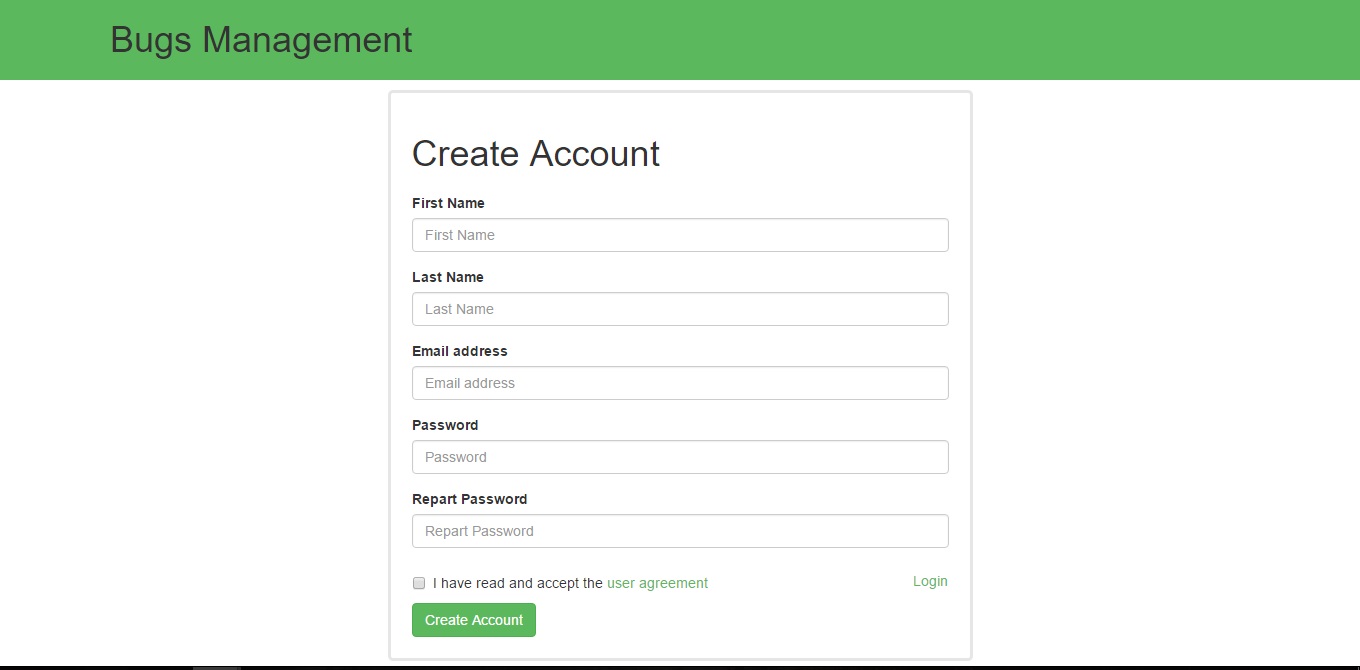 Bugs Management
Create Account
First Name
First Name
Last Name
Last Name
Email address
Email address
Password
Password
Repart Password
Repart Password
I have read and accept the user agreement
Login
Create Account